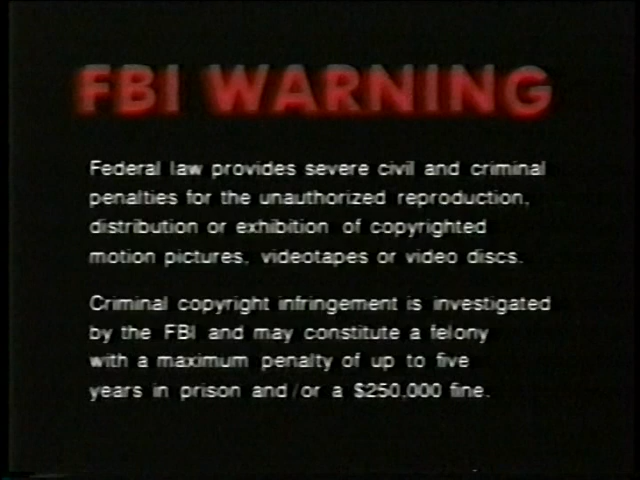 FBI WARNING
Federal law provides severe civil and criminal
penalties for the unauthorized reproduction,
distribution or exhibition of copyrighted
motion pictures, videotapes or video discs.
Criminal copyright infringement is investigated
by the FBI and may constitute a felony
with a maximum penalty of up to five
years in prison and/or a $250,000 fine.